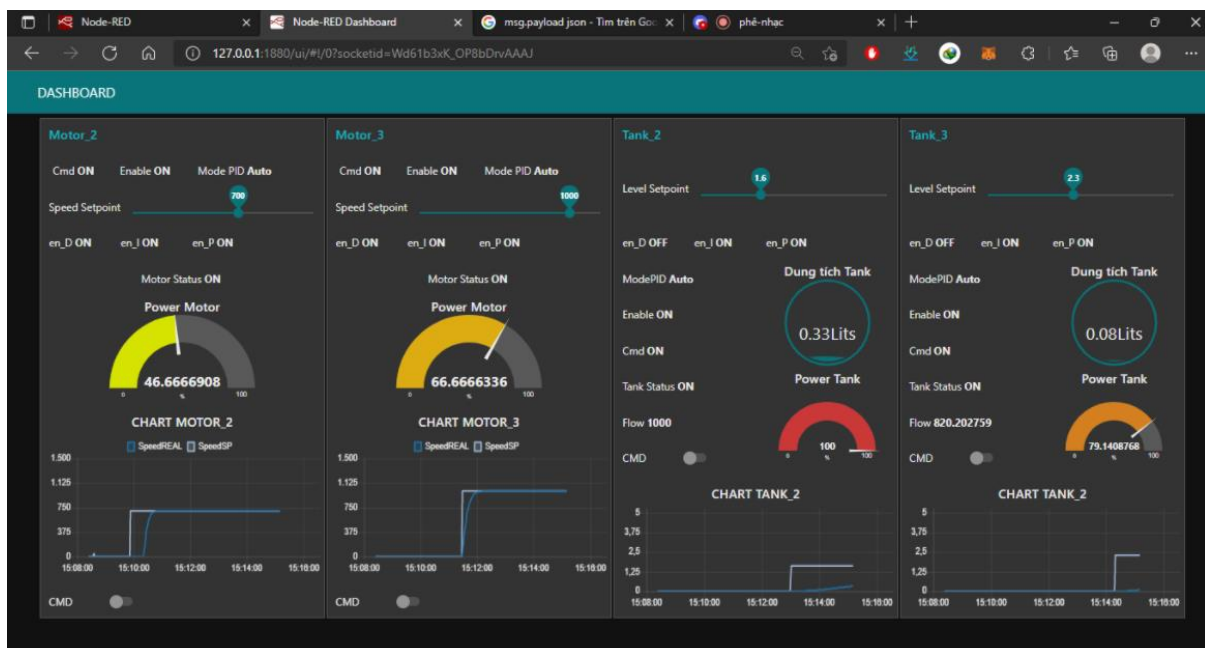 Node-RED
Node-RED Dashboard
msg.payload json - Tìm trên Goo
phê-nhạc
127.0.0.1:1880/ui/#!/0?socketid=Wd61b3xK_OP8bDrvAAAJ
DASHBOARD
Motor_2
Cmd ON Enable ON Mode PID Auto
700
Speed Setpoint
en_D ON en_I ON en_P ON
Motor Status ON
Power Motor
46.6666908
0 % 100
CHART MOTOR_2
SpeedREAL SpeedSP
1.500
1.125
750
375
0
15:08:00 15:10:00 15:12:00 15:14:00 15:16:00
CMD
Motor_3
Cmd ON Enable ON Mode PID Auto
1000
Speed Setpoint
en_D ON en_I ON en_P ON
Motor Status ON
Power Motor
66.6666336
0 % 100
CHART MOTOR_3
SpeedREAL SpeedSP
1.500
1.125
750
375
0
15:08:00 15:10:00 15:12:00 15:14:00 15:16:00
CMD
Tank_2
1.6
Level Setpoint
en_D OFF en_I ON en_P ON
ModePID Auto
Enable ON
Cmd ON
Tank Status ON
Flow 1000
CMD
Dung tích Tank
0.33Lits
Power Tank
100
0 % 100
CHART TANK_2
5
3,75
2,5
1,25
0
15:08:00 15:10:00 15:12:00 15:14:00 15:16:00
Tank_3
2.3
Level Setpoint
en_D OFF en_I ON en_P ON
ModePID Auto
Enable ON
Cmd ON
Tank Status ON
Flow 820.202759
CMD
Dung tích Tank
0.08Lits
Power Tank
79.1408768
0 % 100
CHART TANK_2
5
3,75
2,5
1,25
0
15:08:00 15:10:00 15:12:00 15:14:00 15:16:00